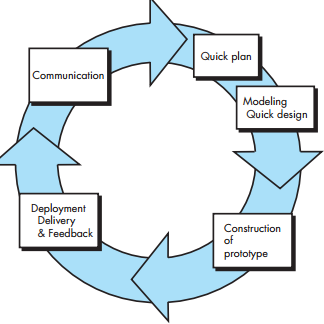 Communication
Quick plan
Modeling
Quick design
Construction
of
prototype
Deployment
Delivery
& Feedback